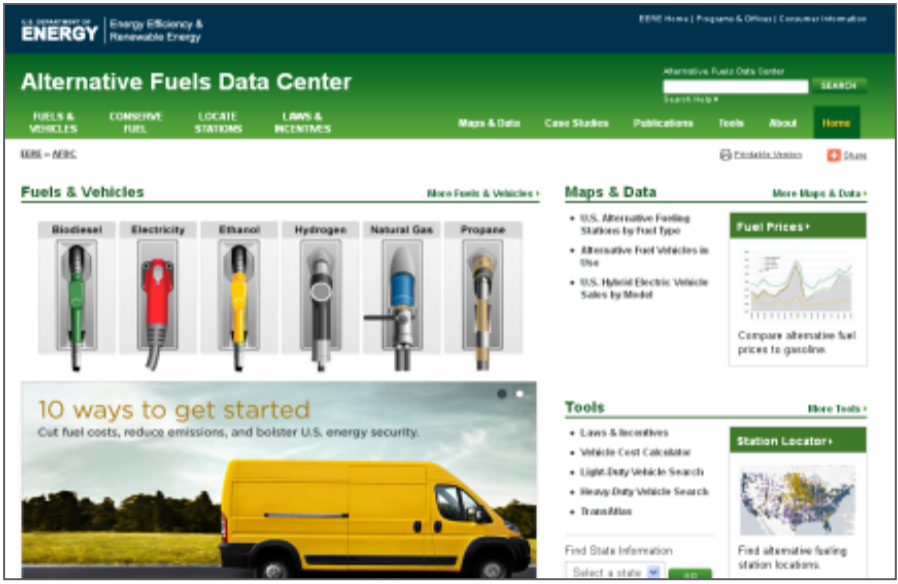 U.S. DEPARTMENT OF
ENERGY
Energy Efficiency &
Renewable Energy
EERE Home | Programs & Offices | Consumer Information
Alternative Fuels Data Center
Alternative Fuels Data Center
SEARCH
Search Help
FUELS &
VEHICLES
CONSERVE
FUEL
LOCATE
STATIONS
LAWS &
INCENTIVES
Maps & Data
Case Studies
Publications
Tools
About
Home
EERE » AFDC
Printable Version
Share
Fuels & Vehicles
More Fuels & Vehicles
Biodiesel
Electricity
Ethanol
Hydrogen
Natural Gas
Propane
10 ways to get started
Cut fuel costs, reduce emissions, and bolster U.S. energy security.
Maps & Data
More Maps & Data
U.S. Alternative Fueling
Stations by Fuel Type
Alternative Fuel Vehicles in
Use
U.S. Hybrid Electric Vehicle
Sales by Model
Fuel Prices
Compare alternative fuel
prices to gasoline.
Tools
More Tools
Laws & Incentives
Vehicle Cost Calculator
Light-Duty Vehicle Search
Heavy-Duty Vehicle Search
TransAtlas
Find State Information
Select a state
GO
Station Locator
Find alternative fueling
station locations.